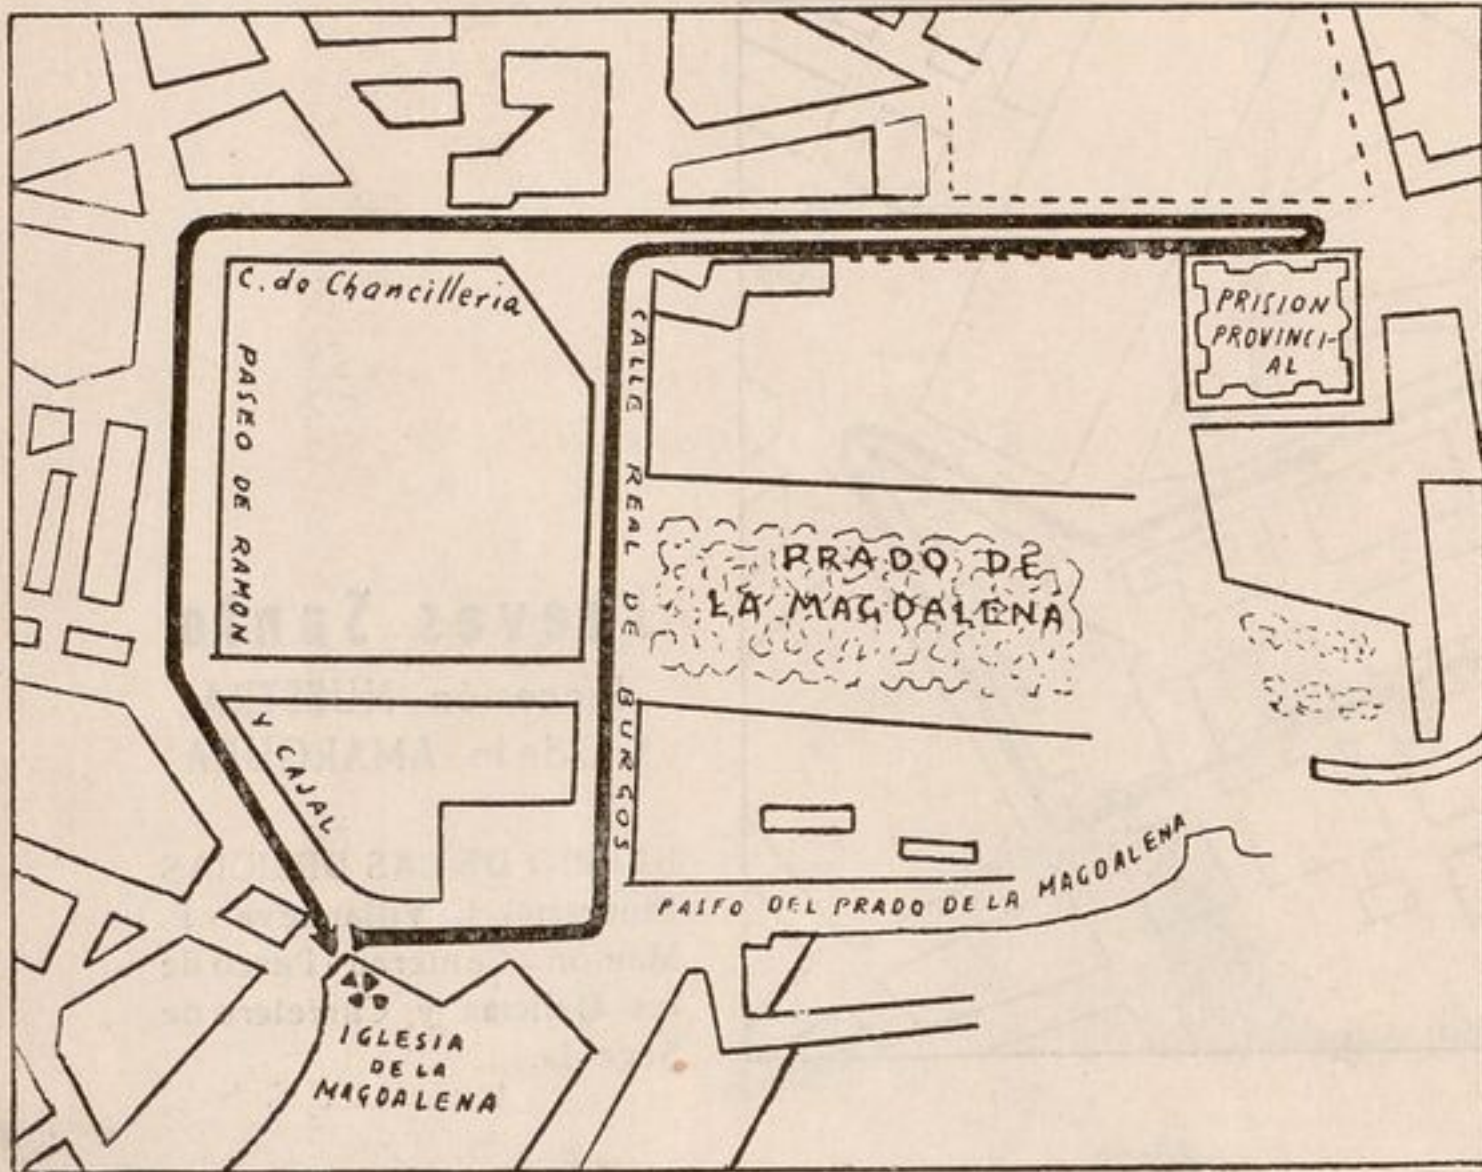 C. do Chancilleria
PRISION
PROVINCI-
AL
PASEO DE RAMON
Y CAJAL
CALLE REAL DE BURGOS
PRADO DE
LA MAGDALENA
PASEO DEL PRADO DE LA MAGDALENA
IGLESIA
DE LA
MAGDALENA